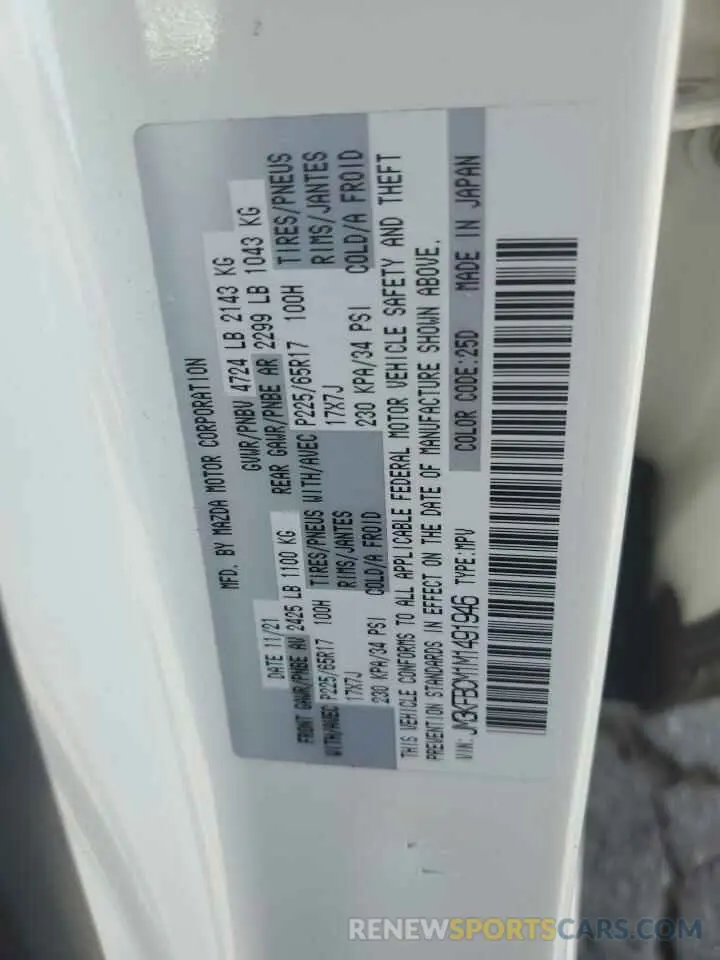 MFD. BY MAZDA MOTOR CORPORATION
DATE 11/21 GVWR/PNBV 4724 LB 2143 KG
FRONT GAWR/PNBE AV 2425 LB 1100 KG REAR GAWR/PNBE AR 2299 LB 1043 KG
WITH/AVEC P225/65R17 100H TIRES/PNEUS WITH/AVEC P225/65R17 100H TIRES/PNEUS
17X7J RIMS/JANTES 17X7J RIMS/JANTES
230 KPA/34 PSI COLD/A FROID 230 KPA/34 PSI COLD/A FROID
THIS VEHICLE CONFORMS TO ALL APPLICABLE FEDERAL MOTOR VEHICLE SAFETY AND THEFT
PREVENTION STANDARDS IN EFFECT ON THE DATE OF MANUFACTURE SHOWN ABOVE.
VIN: JM3KFBCM1M1491946 TYPE:MPV COLOR CODE:25D MADE IN JAPAN
RENEWSPORTSCARS.COM